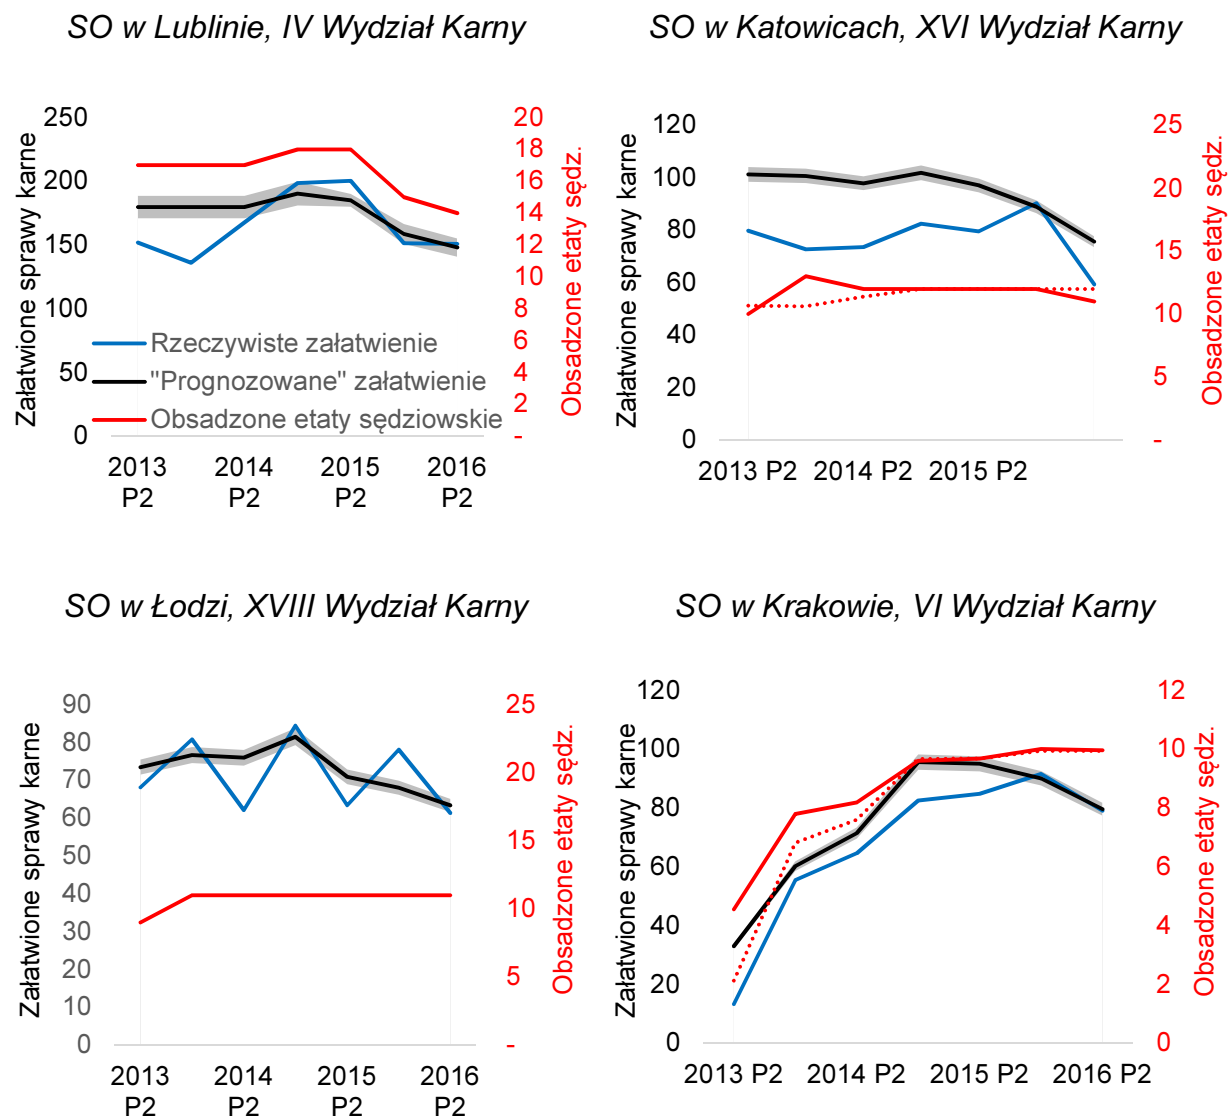 SO w Lublinie, IV Wydział Karny
Załatwione sprawy karne
250
200
150
100
50
0
20
18
16
14
12
10
8
6
4
2
-
Obsadzone etaty sędz.
Rzeczywiste załatwienie
"Prognozowane" załatwienie
Obsadzone etaty sędziowskie
2013 P2
2014 P2
2015 P2
2016 P2
SO w Katowicach, XVI Wydział Karny
Załatwione sprawy karne
120
100
80
60
40
20
0
25
20
15
10
5
-
Obsadzone etaty sędz.
2013 P2 2014 P2 2015 P2
SO w Łodzi, XVIII Wydział Karny
Załatwione sprawy karne
90
80
70
60
50
40
30
20
10
0
25
20
15
10
5
-
Obsadzone etaty sędz.
2013 P2
2014 P2
2015 P2
2016 P2
SO w Krakowie, VI Wydział Karny
Załatwione sprawy karne
120
100
80
60
40
20
0
12
10
8
6
4
2
0
Obsadzone etaty sędz.
2013 P2 2014 P2 2015 P2 2016 P2